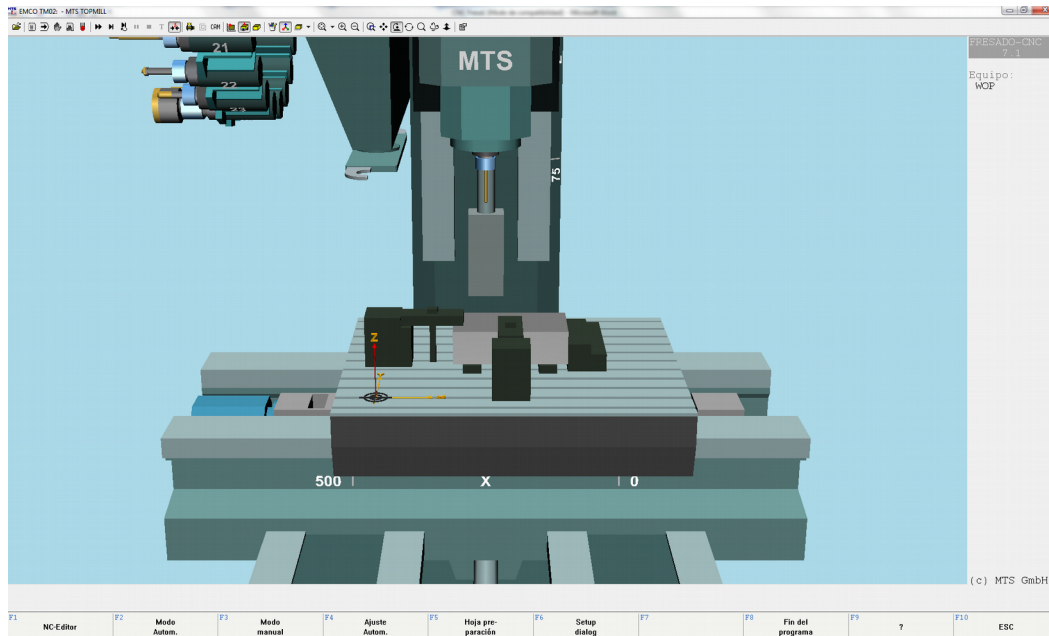 EMCO TM02: - MTS TOPMILL
CAM
FRESADO-CNC
7.1
Equipo:
WOP
21
22
23
MTS
75
Z
500 X 0
(c) MTS GmbH
F1 NC-Editor
F2 Modo
Autom.
F3 Modo
manual
F4 Ajuste
Autom.
F5 Hoja pre-
paración
F6 Setup
dialog
F7
F8 Fin del
programa
F9 ?
F10 ESC